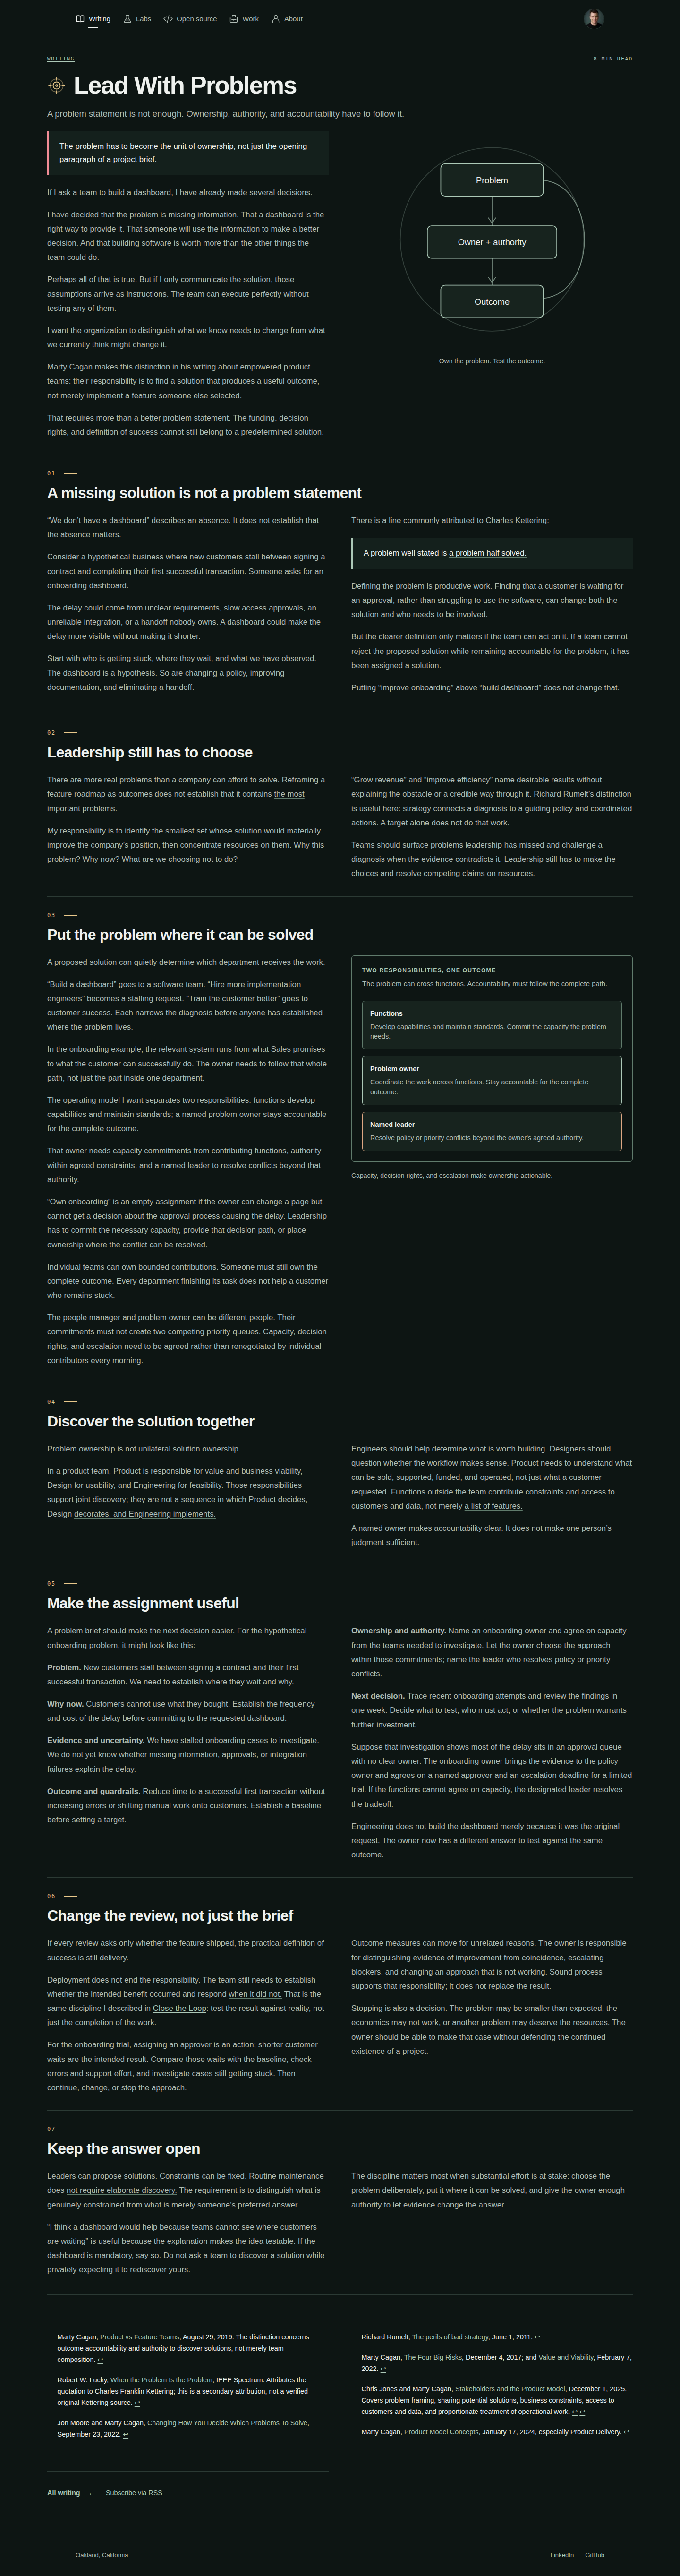 Writing
Labs
Open source
Work
About
WRITING
8 MIN READ
Lead With Problems
A problem statement is not enough. Ownership, authority, and accountability have to follow it.
The problem has to become the unit of ownership, not just the opening
paragraph of a project brief.
If I ask a team to build a dashboard, I have already made several decisions.
I have decided that the problem is missing information. That a dashboard is the
right way to provide it. That someone will use the information to make a better
decision. And that building software is worth more than the other things the
team could do.
Perhaps all of that is true. But if I only communicate the solution, those
assumptions arrive as instructions. The team can execute perfectly without
testing any of them.
I want the organization to distinguish what we know needs to change from what
we currently think might change it.
Marty Cagan makes this distinction in his writing about empowered product
teams: their responsibility is to find a solution that produces a useful outcome,
not merely implement a feature someone else selected.
That requires more than a better problem statement. The funding, decision
rights, and definition of success cannot still belong to a predetermined solution.
Problem
Owner + authority
Outcome
Own the problem. Test the outcome.
01
A missing solution is not a problem statement
“We don’t have a dashboard” describes an absence. It does not establish that
the absence matters.
Consider a hypothetical business where new customers stall between signing a
contract and completing their first successful transaction. Someone asks for an
onboarding dashboard.
The delay could come from unclear requirements, slow access approvals, an
unreliable integration, or a handoff nobody owns. A dashboard could make the
delay more visible without making it shorter.
Start with who is getting stuck, where they wait, and what we have observed.
The dashboard is a hypothesis. So are changing a policy, improving
documentation, and eliminating a handoff.
There is a line commonly attributed to Charles Kettering:
A problem well stated is a problem half solved.
Defining the problem is productive work. Finding that a customer is waiting for
an approval, rather than struggling to use the software, can change both the
solution and who needs to be involved.
But the clearer definition only matters if the team can act on it. If a team cannot
reject the proposed solution while remaining accountable for the problem, it has
been assigned a solution.
Putting “improve onboarding” above “build dashboard” does not change that.
02
Leadership still has to choose
There are more real problems than a company can afford to solve. Reframing a
feature roadmap as outcomes does not establish that it contains the most
important problems.
My responsibility is to identify the smallest set whose solution would materially
improve the company’s position, then concentrate resources on them. Why this
problem? Why now? What are we choosing not to do?
“Grow revenue” and “improve efficiency” name desirable results without
explaining the obstacle or a credible way through it. Richard Rumelt’s distinction
is useful here: strategy connects a diagnosis to a guiding policy and coordinated
actions. A target alone does not do that work.
Teams should surface problems leadership has missed and challenge a
diagnosis when the evidence contradicts it. Leadership still has to make the
choices and resolve competing claims on resources.
03
Put the problem where it can be solved
A proposed solution can quietly determine which department receives the work.
“Build a dashboard” goes to a software team. “Hire more implementation
engineers” becomes a staffing request. “Train the customer better” goes to
customer success. Each narrows the diagnosis before anyone has established
where the problem lives.
In the onboarding example, the relevant system runs from what Sales promises
to what the customer can successfully do. The owner needs to follow that whole
path, not just the part inside one department.
The operating model I want separates two responsibilities: functions develop
capabilities and maintain standards; a named problem owner stays accountable
for the complete outcome.
That owner needs capacity commitments from contributing functions, authority
within agreed constraints, and a named leader to resolve conflicts beyond that
authority.
“Own onboarding” is an empty assignment if the owner can change a page but
cannot get a decision about the approval process causing the delay. Leadership
has to commit the necessary capacity, provide that decision path, or place
ownership where the conflict can be resolved.
Individual teams can own bounded contributions. Someone must still own the
complete outcome. Every department finishing its task does not help a customer
who remains stuck.
The people manager and problem owner can be different people. Their
commitments must not create two competing priority queues. Capacity, decision
rights, and escalation need to be agreed rather than renegotiated by individual
contributors every morning.
TWO RESPONSIBILITIES, ONE OUTCOME
The problem can cross functions. Accountability must follow the complete path.
Functions
Develop capabilities and maintain standards. Commit the capacity the problem
needs.
Problem owner
Coordinate the work across functions. Stay accountable for the complete
outcome.
Named leader
Resolve policy or priority conflicts beyond the owner's agreed authority.
Capacity, decision rights, and escalation make ownership actionable.
04
Discover the solution together
Problem ownership is not unilateral solution ownership.
In a product team, Product is responsible for value and business viability,
Design for usability, and Engineering for feasibility. Those responsibilities
support joint discovery; they are not a sequence in which Product decides,
Design decorates, and Engineering implements.
Engineers should help determine what is worth building. Designers should
question whether the workflow makes sense. Product needs to understand what
can be sold, supported, funded, and operated, not just what a customer
requested. Functions outside the team contribute constraints and access to
customers and data, not merely a list of features.
A named owner makes accountability clear. It does not make one person’s
judgment sufficient.
05
Make the assignment useful
A problem brief should make the next decision easier. For the hypothetical
onboarding problem, it might look like this:
Problem. New customers stall between signing a contract and their first
successful transaction. We need to establish where they wait and why.
Why now. Customers cannot use what they bought. Establish the frequency
and cost of the delay before committing to the requested dashboard.
Evidence and uncertainty. We have stalled onboarding cases to investigate.
We do not yet know whether missing information, approvals, or integration
failures explain the delay.
Outcome and guardrails. Reduce time to a successful first transaction without
increasing errors or shifting manual work onto customers. Establish a baseline
before setting a target.
Ownership and authority. Name an onboarding owner and agree on capacity
from the teams needed to investigate. Let the owner choose the approach
within those commitments; name the leader who resolves policy or priority
conflicts.
Next decision. Trace recent onboarding attempts and review the findings in
one week. Decide what to test, who must act, or whether the problem warrants
further investment.
Suppose that investigation shows most of the delay sits in an approval queue
with no clear owner. The onboarding owner brings the evidence to the policy
owner and agrees on a named approver and an escalation deadline for a limited
trial. If the functions cannot agree on capacity, the designated leader resolves
the tradeoff.
Engineering does not build the dashboard merely because it was the original
request. The owner now has a different answer to test against the same
outcome.
06
Change the review, not just the brief
If every review asks only whether the feature shipped, the practical definition of
success is still delivery.
Deployment does not end the responsibility. The team still needs to establish
whether the intended benefit occurred and respond when it did not. That is the
same discipline I described in Close the Loop: test the result against reality, not
just the completion of the work.
For the onboarding trial, assigning an approver is an action; shorter customer
waits are the intended result. Compare those waits with the baseline, check
errors and support effort, and investigate cases still getting stuck. Then
continue, change, or stop the approach.
Outcome measures can move for unrelated reasons. The owner is responsible
for distinguishing evidence of improvement from coincidence, escalating
blockers, and changing an approach that is not working. Sound process
supports that responsibility; it does not replace the result.
Stopping is also a decision. The problem may be smaller than expected, the
economics may not work, or another problem may deserve the resources. The
owner should be able to make that case without defending the continued
existence of a project.
07
Keep the answer open
Leaders can propose solutions. Constraints can be fixed. Routine maintenance
does not require elaborate discovery. The requirement is to distinguish what is
genuinely constrained from what is merely someone’s preferred answer.
“I think a dashboard would help because teams cannot see where customers
are waiting” is useful because the explanation makes the idea testable. If the
dashboard is mandatory, say so. Do not ask a team to discover a solution while
privately expecting it to rediscover yours.
The discipline matters most when substantial effort is at stake: choose the
problem deliberately, put it where it can be solved, and give the owner enough
authority to let evidence change the answer.
Marty Cagan, Product vs Feature Teams, August 29, 2019. The distinction concerns
outcome accountability and authority to discover solutions, not merely team
composition. ↩
Robert W. Lucky, When the Problem Is the Problem, IEEE Spectrum. Attributes the
quotation to Charles Franklin Kettering; this is a secondary attribution, not a verified
original Kettering source. ↩
Jon Moore and Marty Cagan, Changing How You Decide Which Problems To Solve,
September 23, 2022. ↩
Richard Rumelt, The perils of bad strategy, June 1, 2011. ↩
Marty Cagan, The Four Big Risks, December 4, 2017; and Value and Viability, February 7,
2022. ↩
Chris Jones and Marty Cagan, Stakeholders and the Product Model, December 1, 2025.
Covers problem framing, sharing potential solutions, business constraints, access to
customers and data, and proportionate treatment of operational work. ↩ ↩
Marty Cagan, Product Model Concepts, January 17, 2024, especially Product Delivery. ↩
All writing →
Subscribe via RSS
Oakland, California
LinkedIn
GitHub